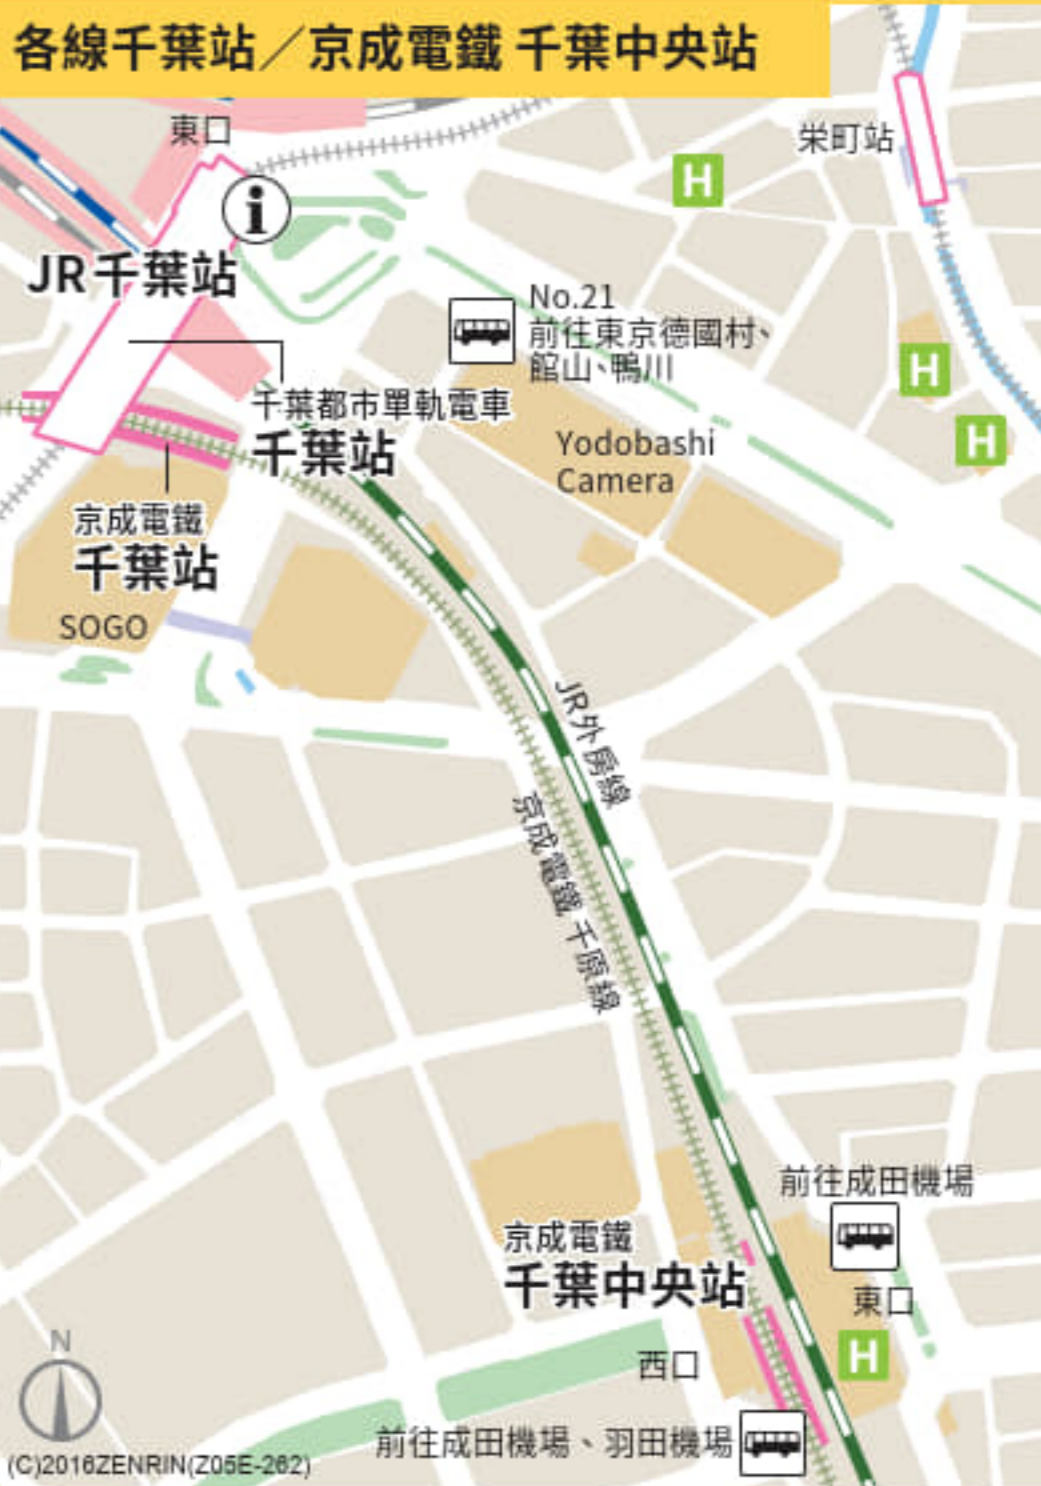 各線千葉站／京成電鐵 千葉中央站
東口
栄町站
H
i
JR千葉站
No.21
前往東京德國村、
館山、鴨川
H
千葉都市單軌電車
千葉站
Yodobashi
Camera
H
京成電鐵
千葉站
SOGO
JR外房線
京成電鐵 千原線
前往成田機場
京成電鐵
千葉中央站
東口
H
西口
N
前往成田機場、羽田機場
(C)2016ZENRIN(Z05E-262)